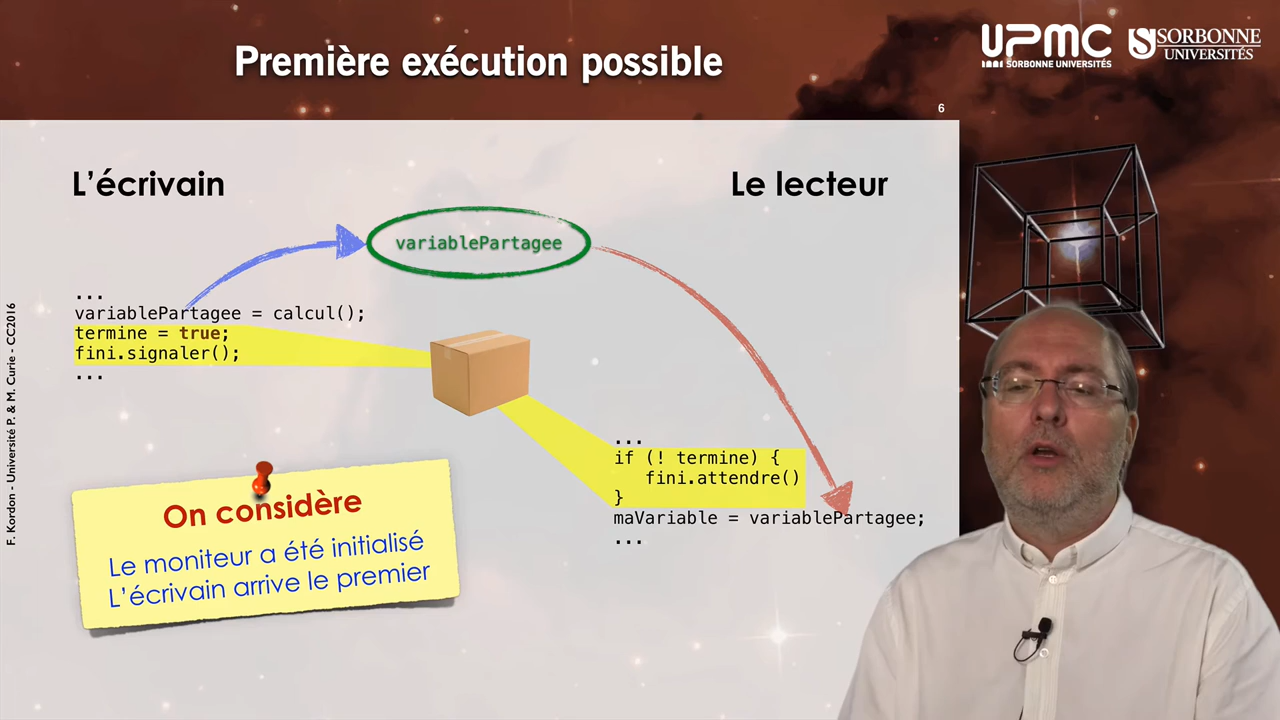 Première exécution possible
UPMC
SORBONNE UNIVERSITÉS
SORBONNE
UNIVERSITÉS
6
L'écrivain
Le lecteur
variablePartagee
...
variablePartagee = calcul();
termine = true;
fini.signaler();
...
...
if (! termine) {
fini.attendre()
}
maVariable = variablePartagee;
...
On considère
Le moniteur a été initialisé
L'écrivain arrive le premier
F. Kordon - Université P. & M. Curie - CC2016